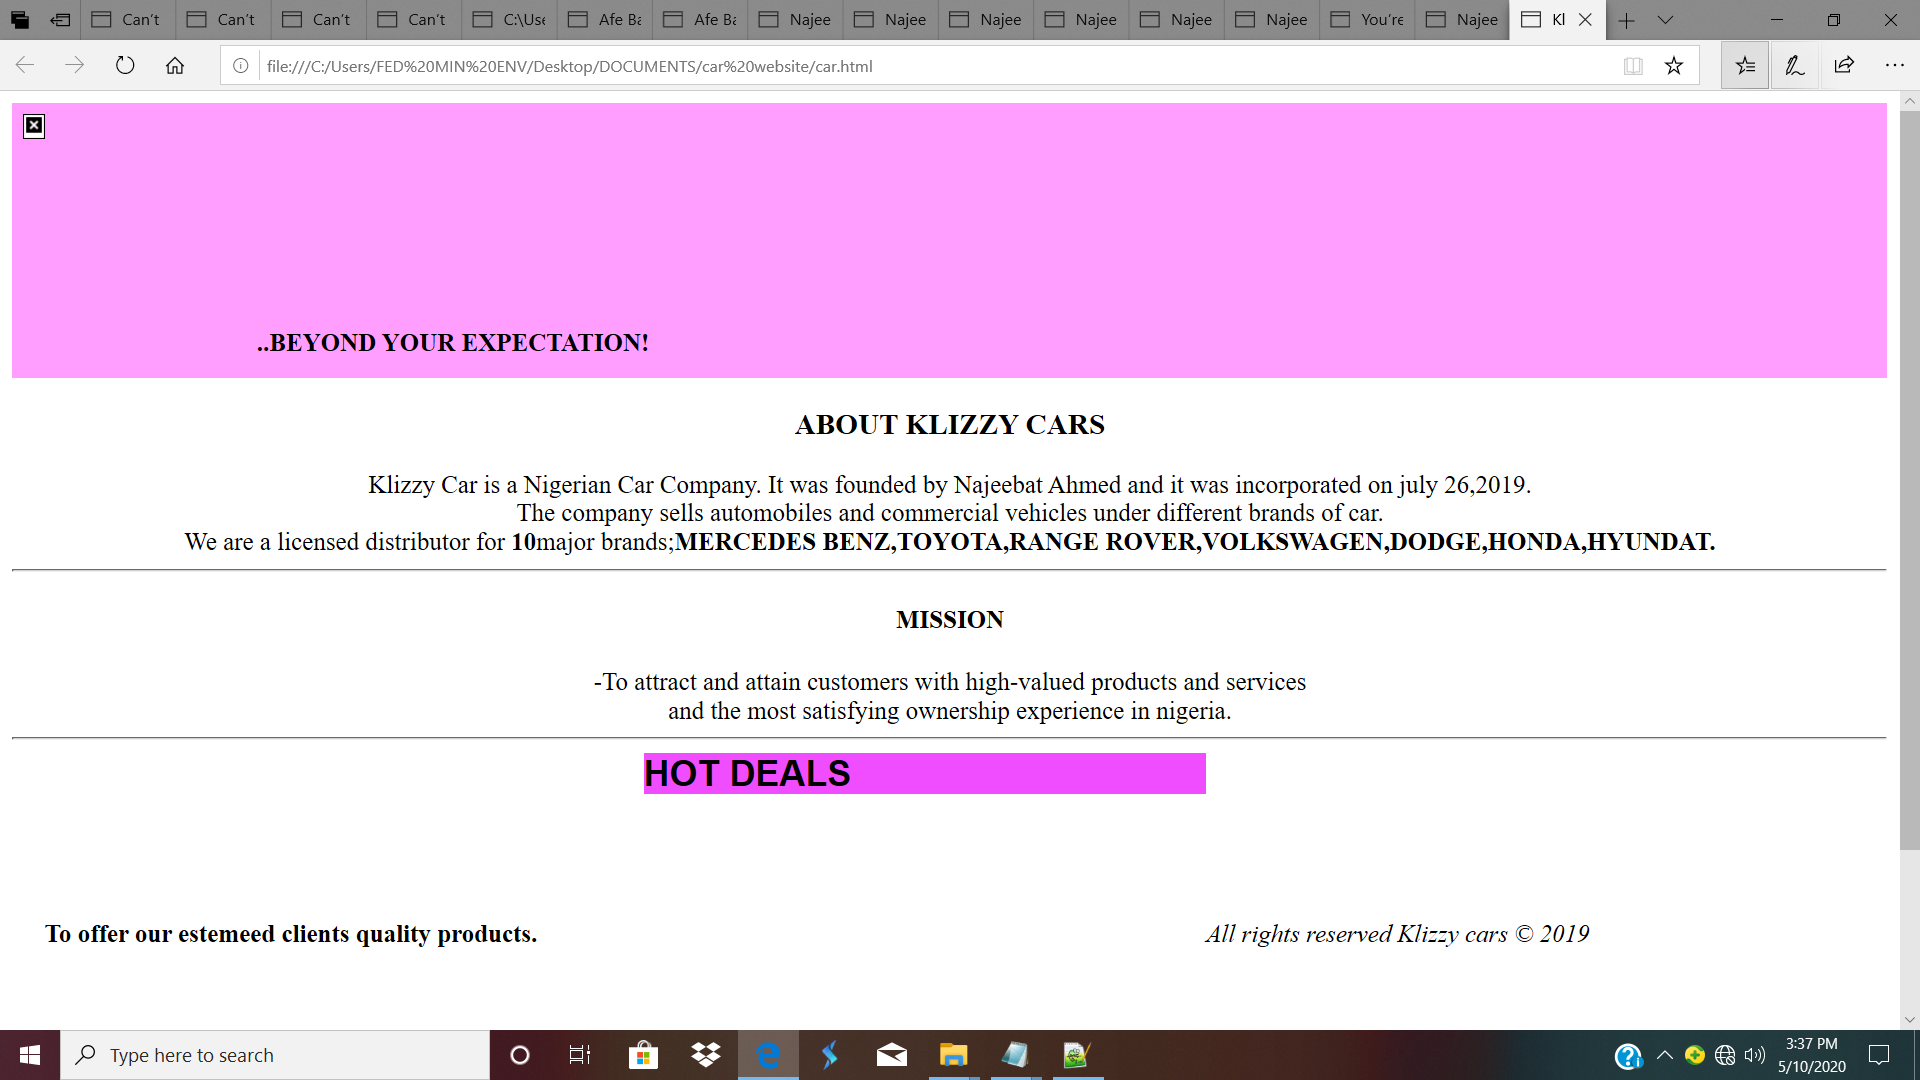 Can't
Can't
Can't
Can't
C:\Use
Afe Ba
Afe Ba
Najee
Najee
Najee
Najee
Najee
Najee
You're
Najee
Kl
file:///C:/Users/FED%20MIN%20ENV/Desktop/DOCUMENTS/car%20website/car.html
..BEYOND YOUR EXPECTATION!
ABOUT KLIZZY CARS
Klizzy Car is a Nigerian Car Company. It was founded by Najeebat Ahmed and it was incorporated on july 26,2019.
The company sells automobiles and commercial vehicles under different brands of car.
We are a licensed distributor for 10major brands;MERCEDES BENZ,TOYOTA,RANGE ROVER,VOLKSWAGEN,DODGE,HONDA,HYUNDAT.
MISSION
-To attract and attain customers with high-valued products and services
and the most satisfying ownership experience in nigeria.
HOT DEALS
To offer our estemeed clients quality products.
All rights reserved Klizzy cars © 2019
Type here to search
3:37 PM
5/10/2020